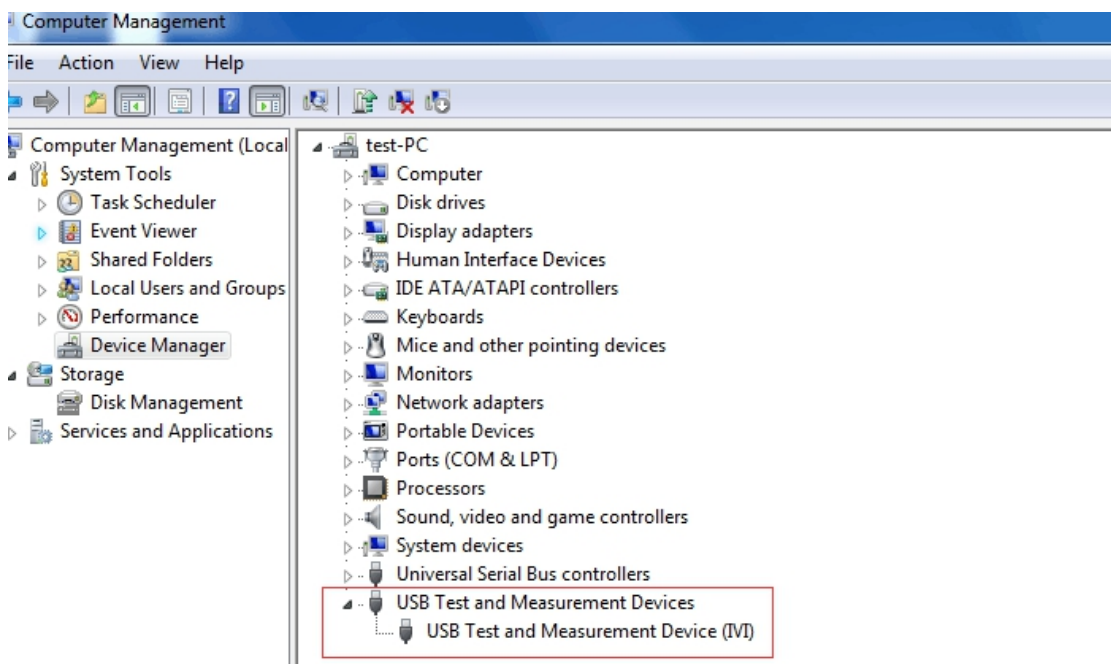 Computer Management
File Action View Help
Computer Management (Local
System Tools
Task Scheduler
Event Viewer
Shared Folders
Local Users and Groups
Performance
Device Manager
Storage
Disk Management
Services and Applications
test-PC
Computer
Disk drives
Display adapters
Human Interface Devices
IDE ATA/ATAPI controllers
Keyboards
Mice and other pointing devices
Monitors
Network adapters
Portable Devices
Ports (COM & LPT)
Processors
Sound, video and game controllers
System devices
Universal Serial Bus controllers
USB Test and Measurement Devices
USB Test and Measurement Device (IVI)